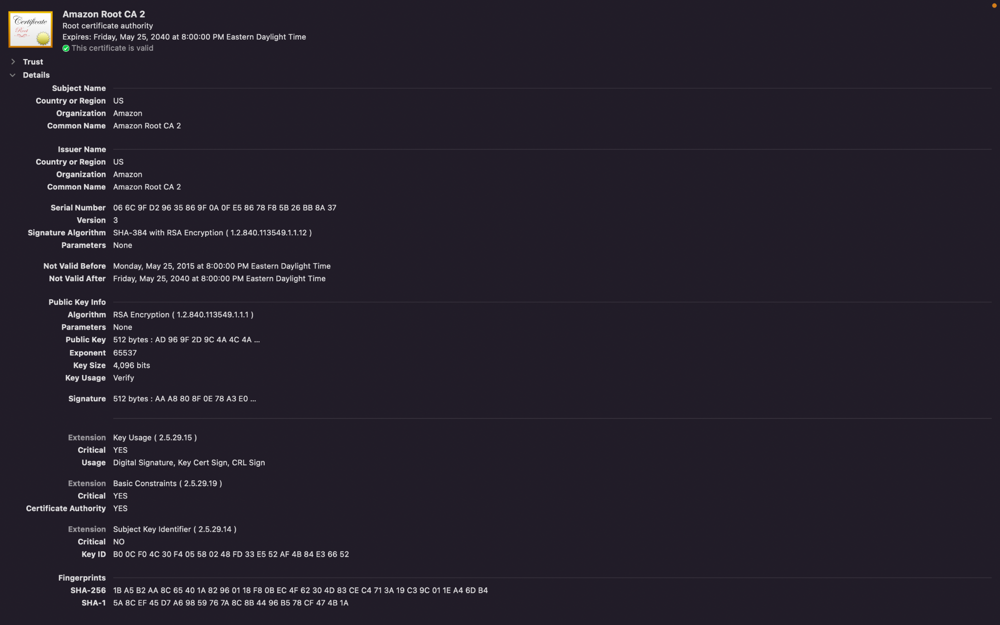 Certificate
Root
Amazon Root CA 2
Root certificate authority
Expires: Friday, May 25, 2040 at 8:00:00 PM Eastern Daylight Time
This certificate is valid
Trust
Details
Subject Name
Country or Region US
Organization Amazon
Common Name Amazon Root CA 2
Issuer Name
Country or Region US
Organization Amazon
Common Name Amazon Root CA 2
Serial Number 06 6C 9F D2 96 35 86 9F 0A 0F E5 86 78 F8 5B 26 BB 8A 37
Version 3
Signature Algorithm SHA-384 with RSA Encryption ( 1.2.840.113549.1.1.12 )
Parameters None
Not Valid Before Monday, May 25, 2015 at 8:00:00 PM Eastern Daylight Time
Not Valid After Friday, May 25, 2040 at 8:00:00 PM Eastern Daylight Time
Public Key Info
Algorithm RSA Encryption ( 1.2.840.113549.1.1.1 )
Parameters None
Public Key 512 bytes : AD 96 9F 2D 9C 4A 4C 4A ...
Exponent 65537
Key Size 4,096 bits
Key Usage Verify
Signature 512 bytes : AA A8 80 8F 0E 78 A3 E0 ...
Extension Key Usage ( 2.5.29.15 )
Critical YES
Usage Digital Signature, Key Cert Sign, CRL Sign
Extension Basic Constraints ( 2.5.29.19 )
Critical YES
Certificate Authority YES
Extension Subject Key Identifier ( 2.5.29.14 )
Critical NO
Key ID B0 0C F0 4C 30 F4 05 58 02 48 FD 33 E5 52 AF 4B 84 E3 66 52
Fingerprints
SHA-256 1B A5 B2 AA 8C 65 40 1A 82 96 01 18 F8 0B EC 4F 62 30 4D 83 CE C4 71 3A 19 C3 9C 01 1E A4 6D B4
SHA-1 5A 8C EF 45 D7 A6 98 59 76 7A 8C 8B 44 96 B5 78 CF 47 4B 1A